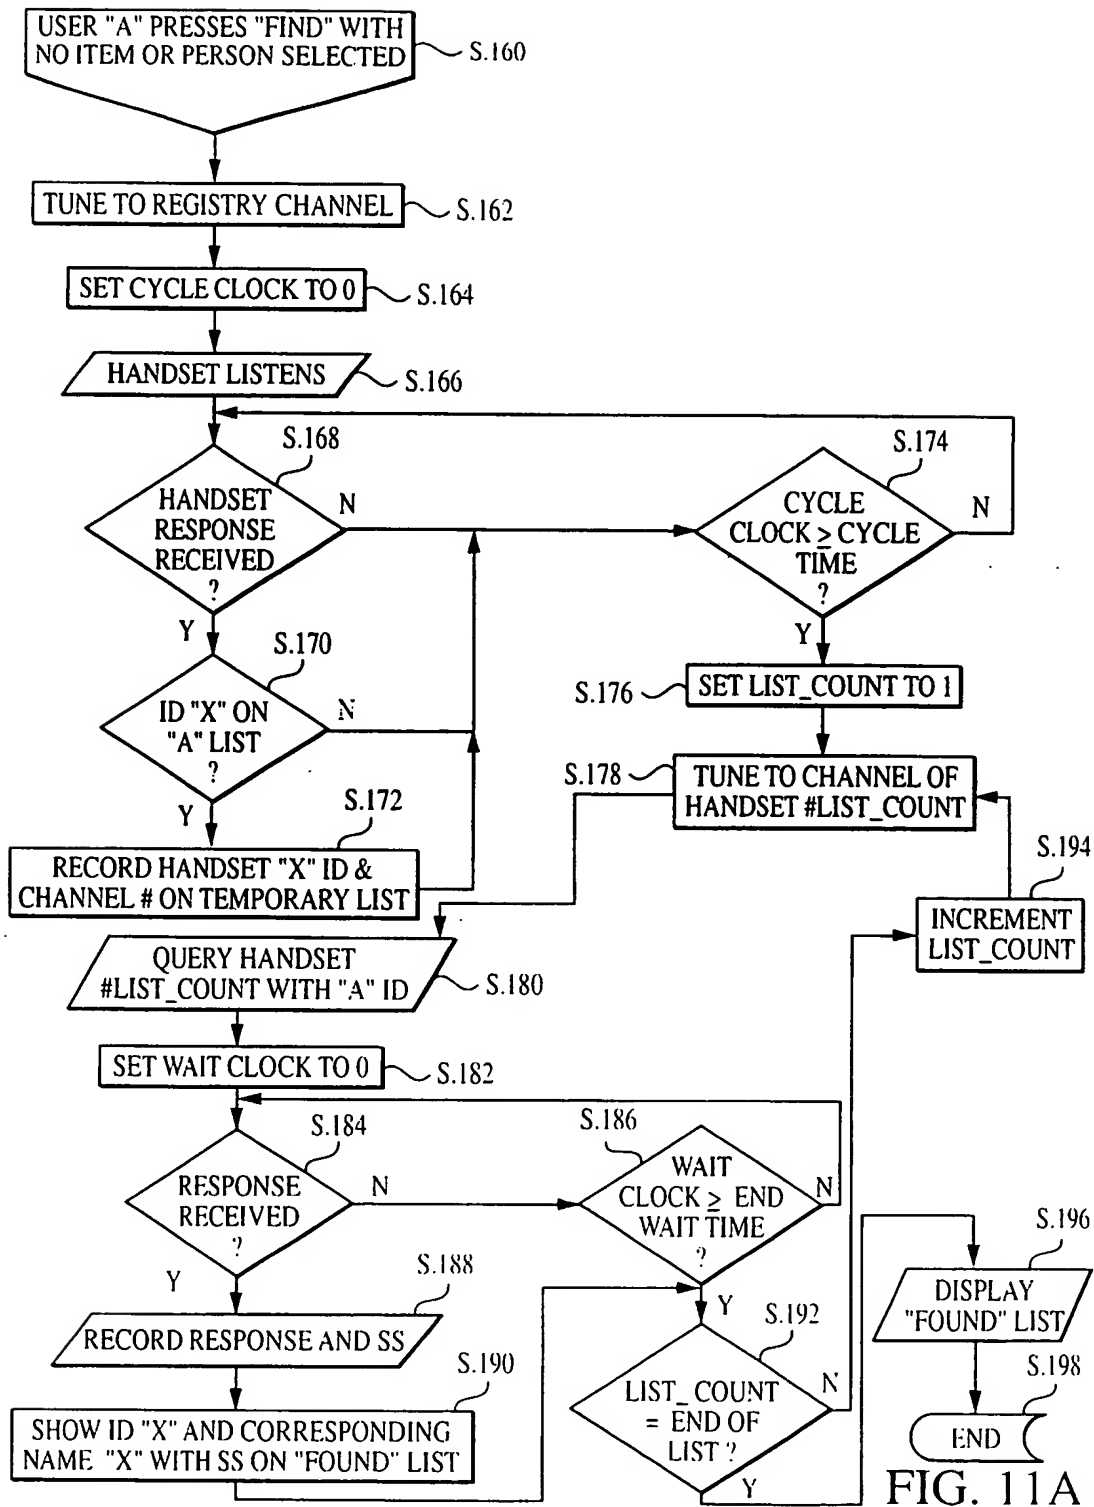 USER "A" PRESSES "FIND" WITH
NO ITEM OR PERSON SELECTED
S.160
TUNE TO REGISTRY CHANNEL
S.162
SET CYCLE CLOCK TO 0
S.164
HANDSET LISTENS
S.166
S.168
HANDSET
RESPONSE
RECEIVED
?
N
Y
S.174
CYCLE
CLOCK ≥ CYCLE
TIME
?
N
Y
S.170
ID "X" ON
"A" LIST
?
N
Y
S.176
SET LIST_COUNT TO 1
S.178
TUNE TO CHANNEL OF
HANDSET #LIST_COUNT
S.172
RECORD HANDSET "X" ID &
CHANNEL # ON TEMPORARY LIST
S.194
INCREMENT
LIST_COUNT
QUERY HANDSET
#LIST_COUNT WITH "A" ID
S.180
SET WAIT CLOCK TO 0
S.182
S.184
RESPONSE
RECEIVED
?
N
Y
S.186
WAIT
CLOCK ≥ END
WAIT TIME
?
N
Y
S.188
RECORD RESPONSE AND SS
S.190
SHOW ID "X" AND CORRESPONDING
NAME "X" WITH SS ON "FOUND" LIST
S.192
LIST_COUNT
= END OF
LIST ?
N
Y
S.196
DISPLAY
"FOUND" LIST
S.198
END
FIG. 11A